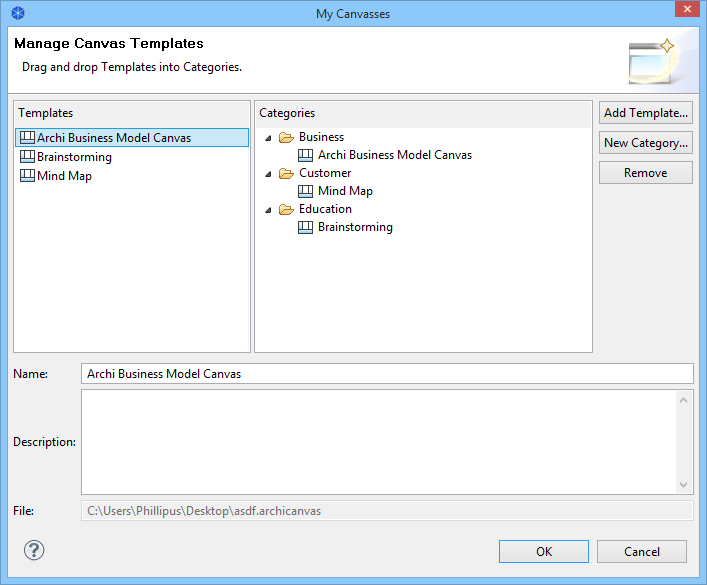 My Canvasses
Manage Canvas Templates
Drag and drop Templates into Categories.
Templates
Archi Business Model Canvas
Brainstorming
Mind Map
Categories
Business
Archi Business Model Canvas
Customer
Mind Map
Education
Brainstorming
Add Template...
New Category...
Remove
Name:
Archi Business Model Canvas
Description:
File:
C:\Users\Phillipus\Desktop\asdf.archicanvas
?
OK
Cancel